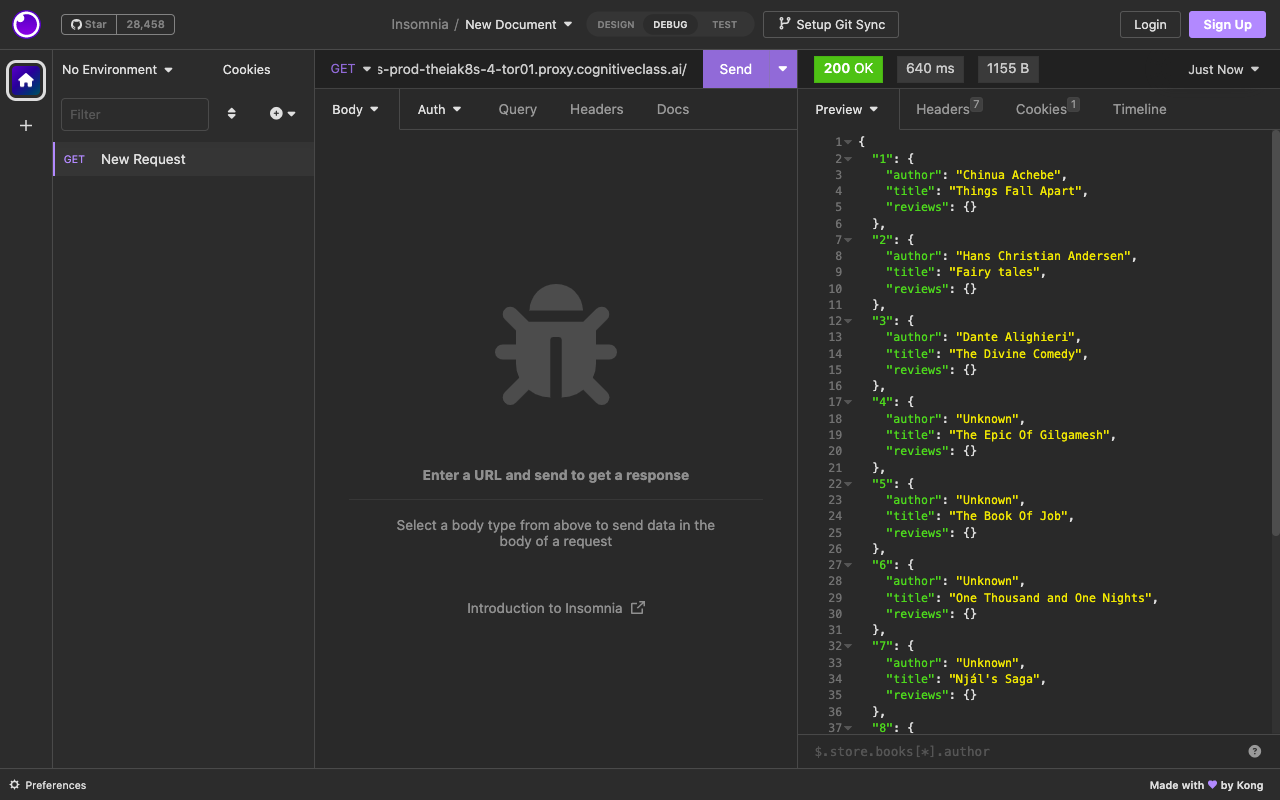 Star 28,458
Insomnia / New Document
DESIGN DEBUG TEST
Setup Git Sync
Login
Sign Up
No Environment
Cookies
Filter
GET New Request
GET s-prod-theiak8s-4-tor01.proxy.cognitiveclass.ai/
Send
Body Auth Query Headers Docs
Enter a URL and send to get a response
Select a body type from above to send data in the
body of a request
Introduction to Insomnia
200 OK 640 ms 1155 B Just Now
Preview Headers 7 Cookies 1 Timeline
1 {
2 "1": {
3 "author": "Chinua Achebe",
4 "title": "Things Fall Apart",
5 "reviews": {}
6 },
7 "2": {
8 "author": "Hans Christian Andersen",
9 "title": "Fairy tales",
10 "reviews": {}
11 },
12 "3": {
13 "author": "Dante Alighieri",
14 "title": "The Divine Comedy",
15 "reviews": {}
16 },
17 "4": {
18 "author": "Unknown",
19 "title": "The Epic Of Gilgamesh",
20 "reviews": {}
21 },
22 "5": {
23 "author": "Unknown",
24 "title": "The Book Of Job",
25 "reviews": {}
26 },
27 "6": {
28 "author": "Unknown",
29 "title": "One Thousand and One Nights",
30 "reviews": {}
31 },
32 "7": {
33 "author": "Unknown",
34 "title": "Njál's Saga",
35 "reviews": {}
36 },
37 "8": {
$.store.books[*].author
Preferences
Made with 💜 by Kong